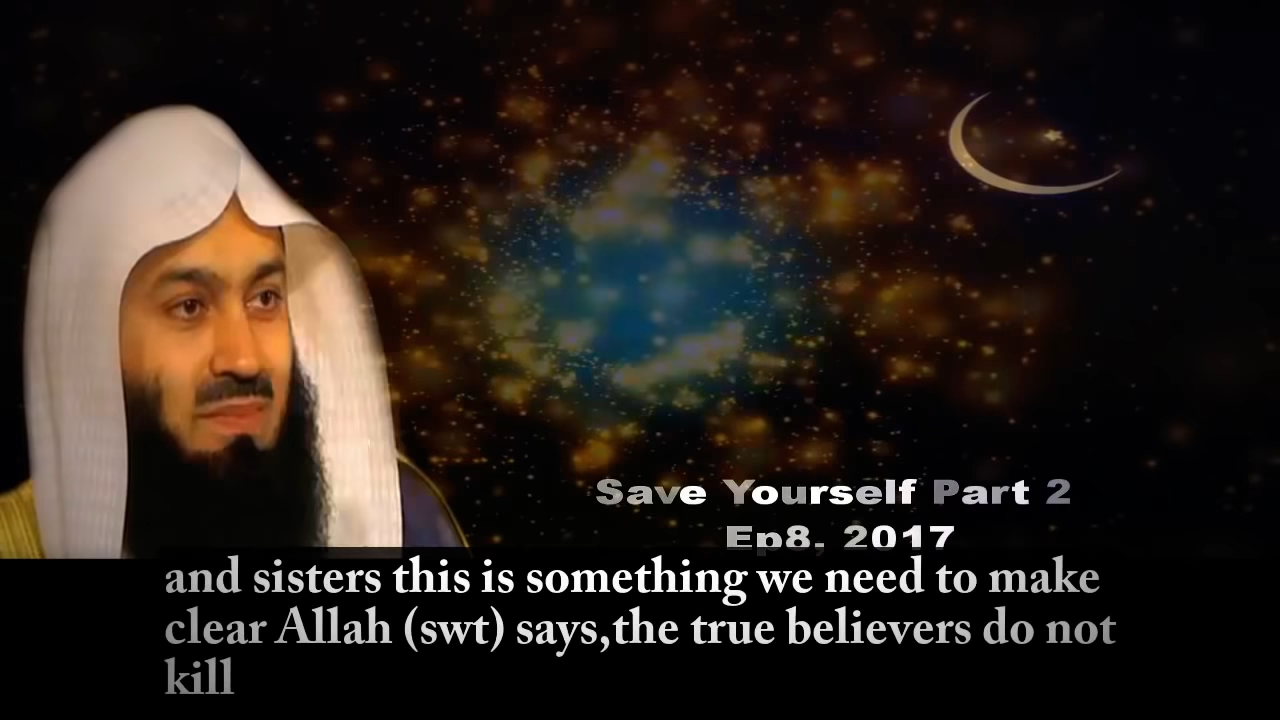 Save Yourself Part 2
Ep8, 2017
and sisters this is something we need to make
clear Allah (swt) says,the true believers do not
kill